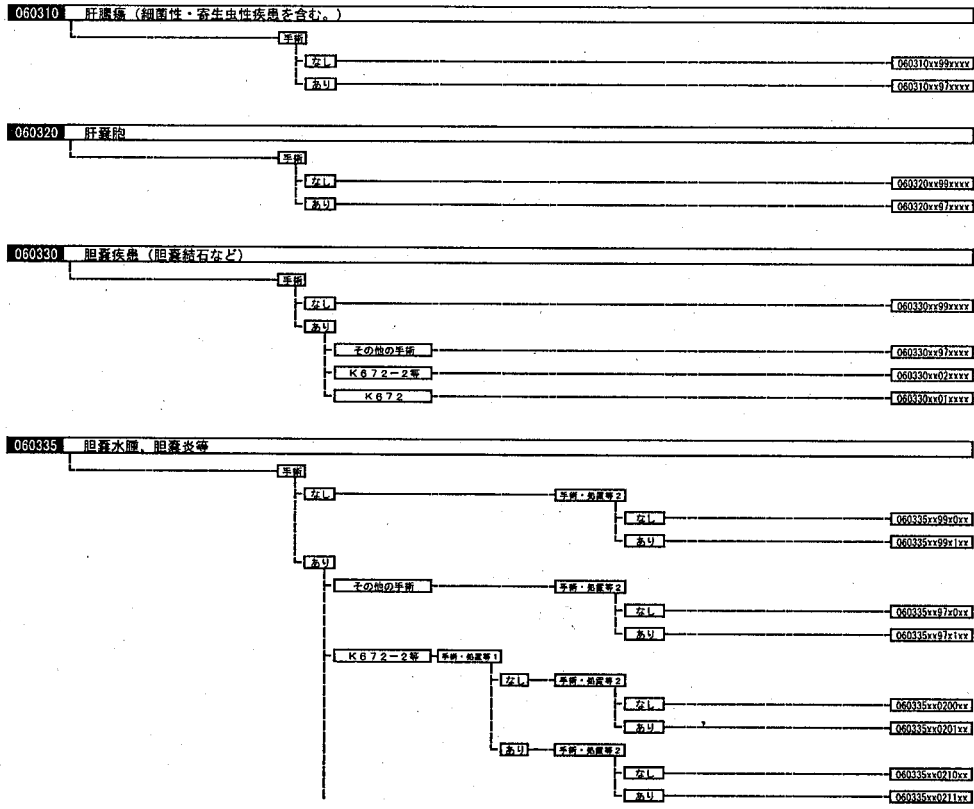 060310 肝膿瘍（細菌性・寄生虫性疾患を含む。）
手術
なし 060310xx99xxxx
あり 060310xx97xxxx
060320 肝嚢胞
手術
なし 060320xx99xxxx
あり 060320xx97xxxx
060330 胆嚢疾患（胆嚢結石など）
手術
なし 060330xx99xxxx
あり
その他の手術 060330xx97xxxx
K672-2等 060330xx02xxxx
K672 060330xx01xxxx
060335 胆嚢水腫、胆嚢炎等
手術
なし 手術・処置等2
なし 060335xx99x0xx
あり 060335xx99x1xx
あり
その他の手術 手術・処置等2
なし 060335xx97x0xx
あり 060335xx97x1xx
K672-2等 手術・処置等1
なし 手術・処置等2
なし 060335xx0200xx
あり 060335xx0201xx
あり 手術・処置等2
なし 060335xx0210xx
あり 060335xx0211xx